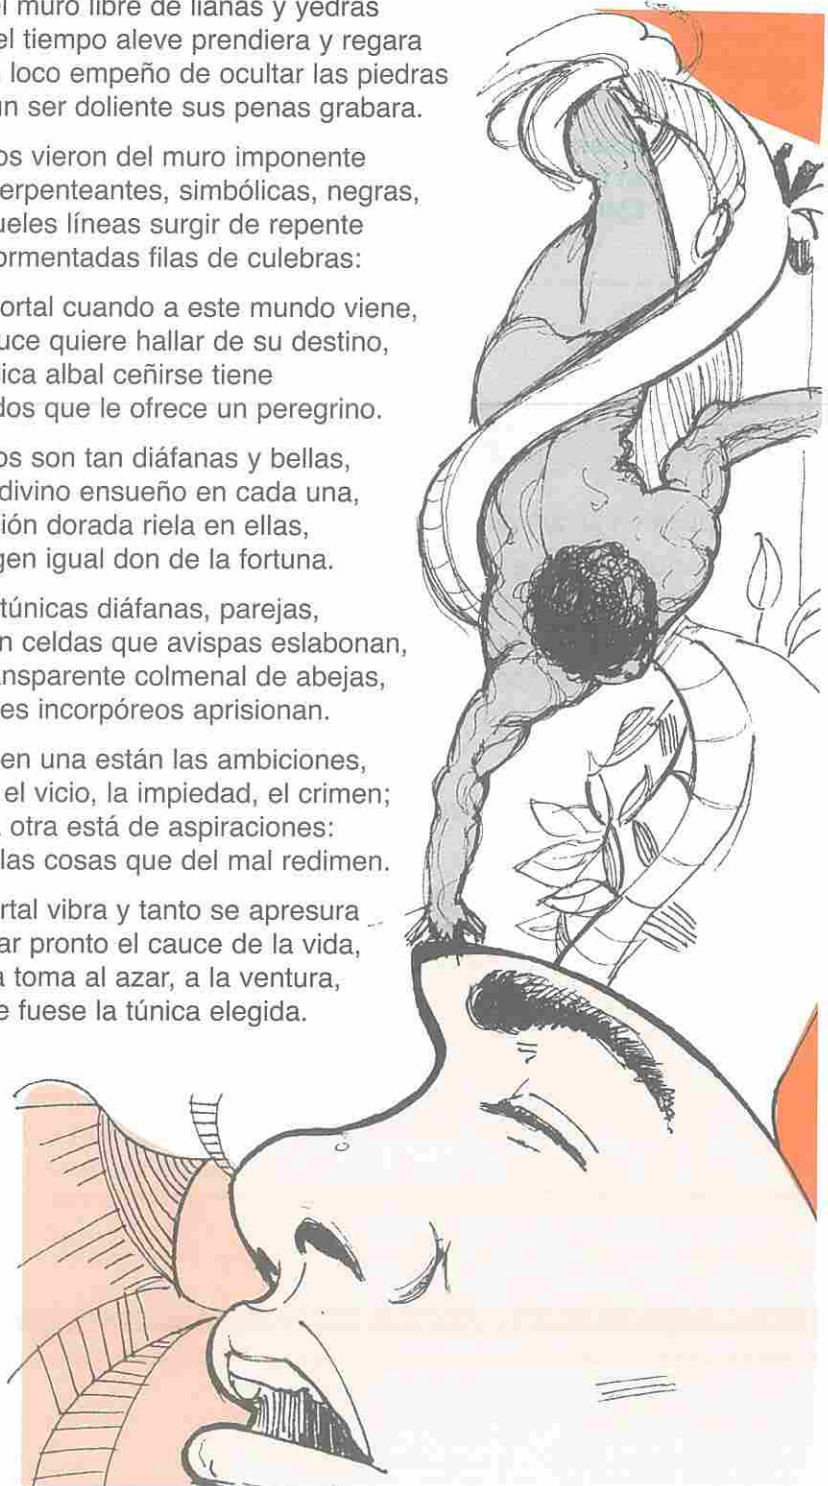 el muro libre de lianas y yedras
el tiempo aleve prendiera y regara
loco empeño de ocultar las piedras
un ser doliente sus penas grabara.
os vieron del muro imponente
erpenteantes, simbólicas, negras,
ueles líneas surgir de repente
ormentadas filas de culebras:
ortal cuando a este mundo viene,
uce quiere hallar de su destino,
ica albal ceñirse tiene
dos que le ofrece un peregrino.
os son tan diáfanas y bellas,
divino ensueño en cada una,
ión dorada riela en ellas,
gen igual don de la fortuna.
túnicas diáfanas, parejas,
n celdas que avispas eslabonan,
ansparente colmenal de abejas,
es incorpóreos aprisionan.
en una están las ambiciones,
el vicio, la impiedad, el crimen;
a otra está de aspiraciones:
las cosas que del mal redimen.
rtal vibra y tanto se apresura
ar pronto el cauce de la vida,
a toma al azar, a la ventura,
e fuese la túnica elegida.